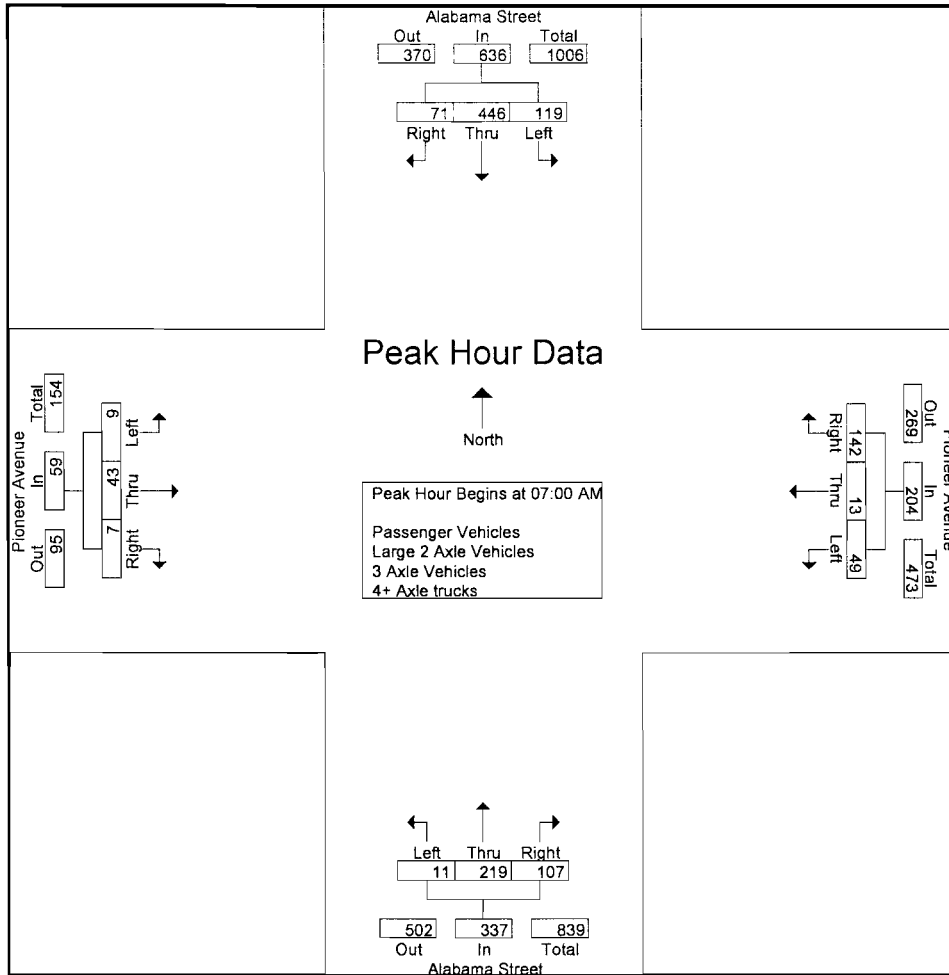 Alabama Street
Out In Total
370 636 1006
71 446 119
Right Thru Left
Peak Hour Data
North
Peak Hour Begins at 07:00 AM
Passenger Vehicles
Large 2 Axle Vehicles
3 Axle Vehicles
4+ Axle trucks
Pioneer Avenue
Out In Total
95 59 154
7 43 9
Right Thru Left
Pioneer Avenue
Out In Total
269 204 473
142 13 49
Right Thru Left
Left Thru Right
11 219 107
502 337 839
Out In Total
Alabama Street